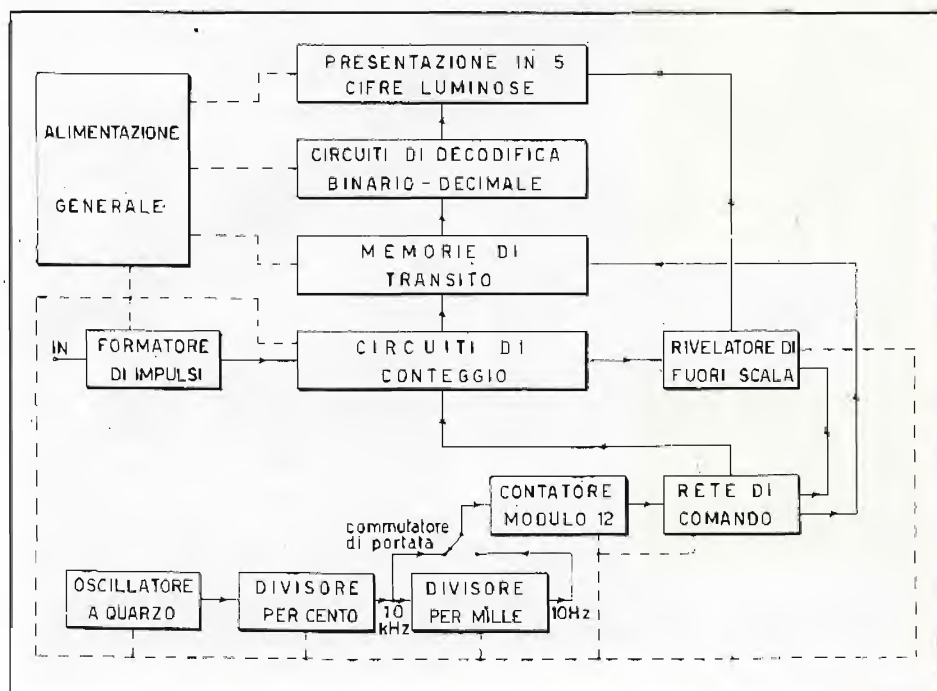 PRESENTAZIONE IN 5
CIFRE LUMINOSE
ALIMENTAZIONE
GENERALE
CIRCUITI DI DECODIFICA
BINARIO-DECIMALE
MEMORIE DI
TRANSITO
IN
FORMATORE
DI IMPULSI
CIRCUITI DI
CONTEGGIO
RIVELATORE DI
FUORI SCALA
CONTATORE
MODULO 12
RETE DI
COMANDO
commutatore
di portata
OSCILLATORE
A QUARZO
DIVISORE
PER CENTO
10
kHz
DIVISORE
PER MILLE
10Hz